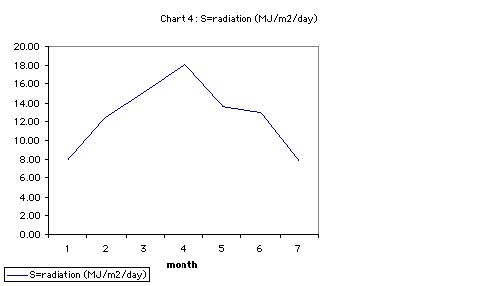 Chart 4: S=radiation (MJ/m2/day)
20.00
18.00
16.00
14.00
12.00
10.00
8.00
6.00
4.00
2.00
0.00
1 2 3 4 5 6 7
month
S=radiation (MJ/m2/day)